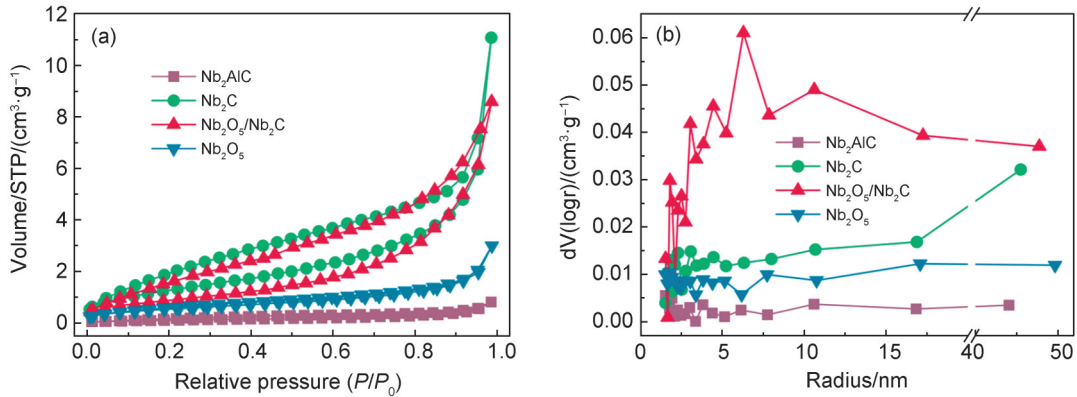 (a)
Nb₂AlC
Nb₂C
Nb₂O₅/Nb₂C
Nb₂O₅
Volume/STP/(cm³·g⁻¹)
12
10
8
6
4
2
0
0.0 0.2 0.4 0.6 0.8 1.0
Relative pressure (P/P₀)
(b)
Nb₂AlC
Nb₂C
Nb₂O₅/Nb₂C
Nb₂O₅
dV(logr)/(cm³·g⁻¹)
0.06
0.05
0.04
0.03
0.02
0.01
0.00
0 5 10 15 40 50
Radius/nm